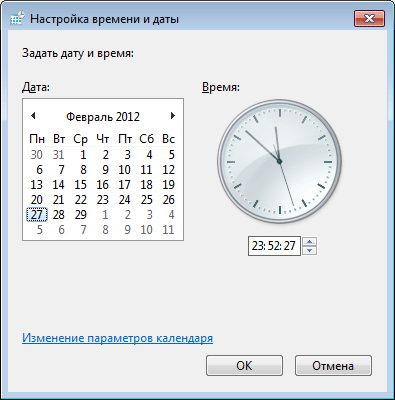 Настройка времени и даты
Задать дату и время:
Дата:
Время:
Февраль 2012
Пн Вт Ср Чт Пт Сб Вс
30 31 1 2 3 4 5
6 7 8 9 10 11 12
13 14 15 16 17 18 19
20 21 22 23 24 25 26
27 28 29 1 2 3 4
5 6 7 8 9 10 11
23:52:27
Изменение параметров календаря
ОК
Отмена